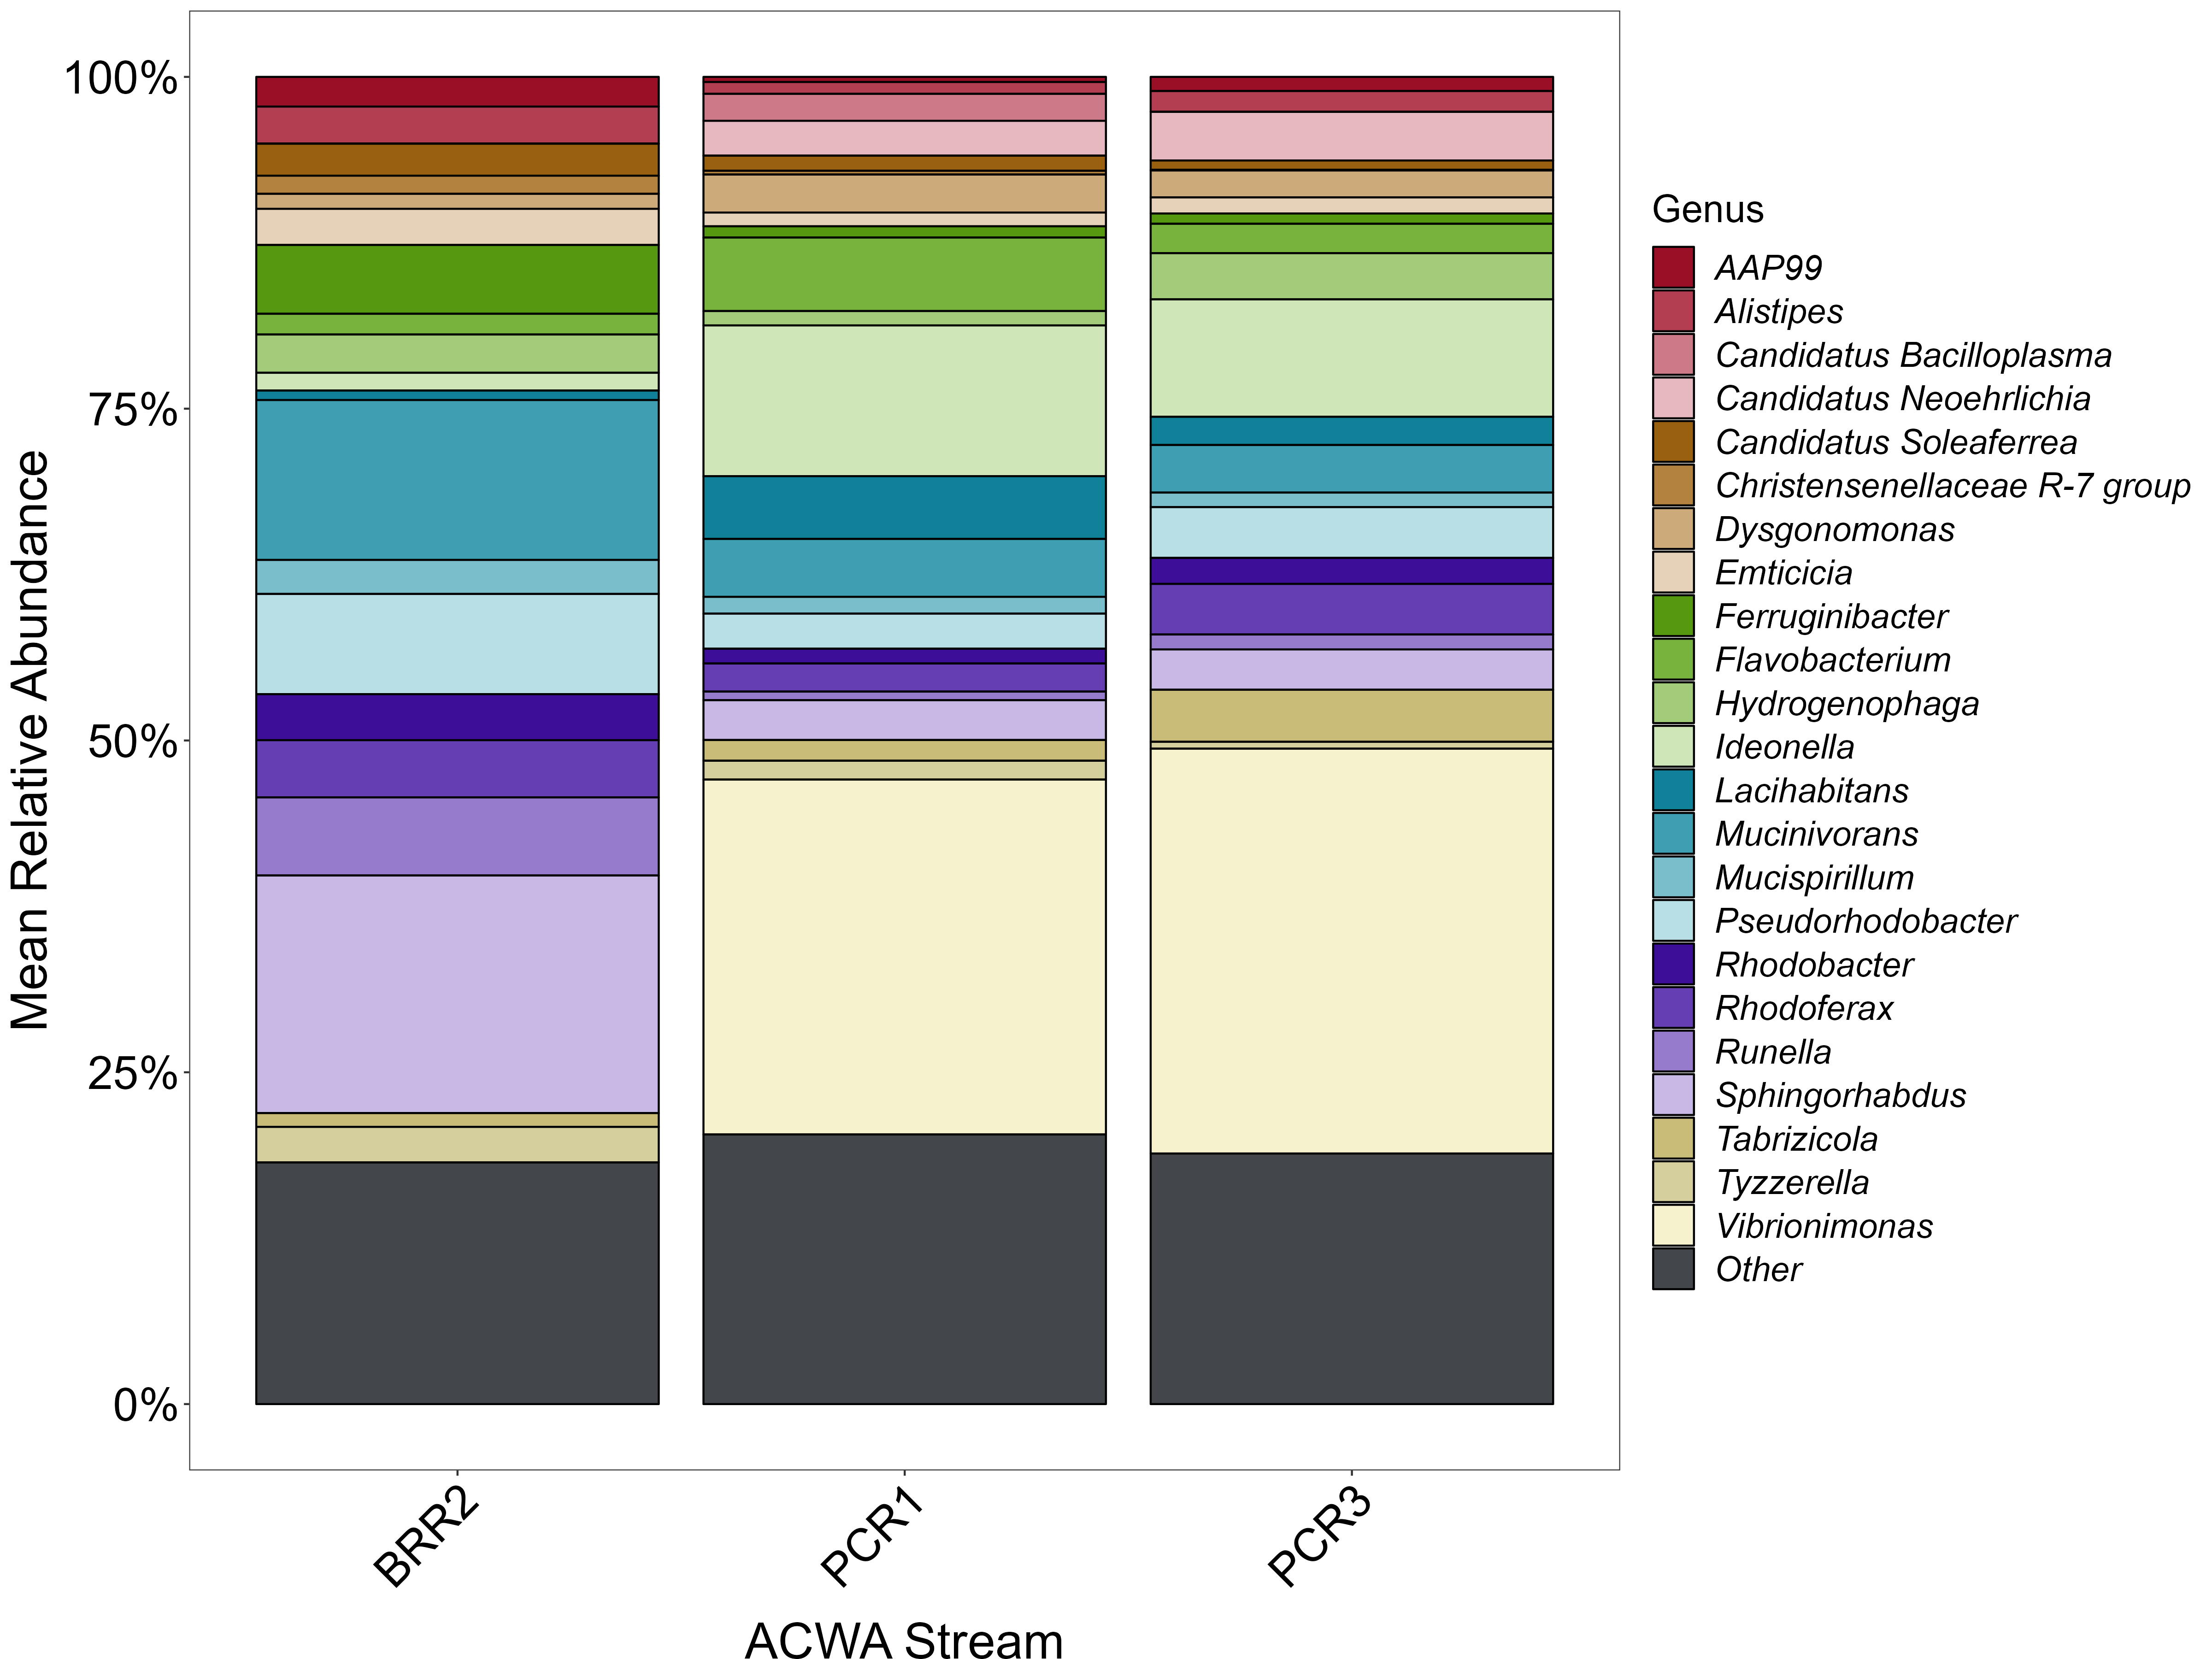 Mean Relative Abundance
100%
75%
50%
25%
0%
BRR2
PCR1
PCR3
ACWA Stream
Genus
AAP99
Alistipes
Candidatus Bacilloplasma
Candidatus Neoehrlichia
Candidatus Soleaferrea
Christensenellaceae R-7 group
Dysgonomonas
Emticicia
Ferruginibacter
Flavobacterium
Hydrogenophaga
Ideonella
Lacihabitans
Mucinivorans
Mucispirillum
Pseudorhodobacter
Rhodobacter
Rhodoferax
Runella
Sphingorhabdus
Tabrizicola
Tyzzerella
Vibrionimonas
Other